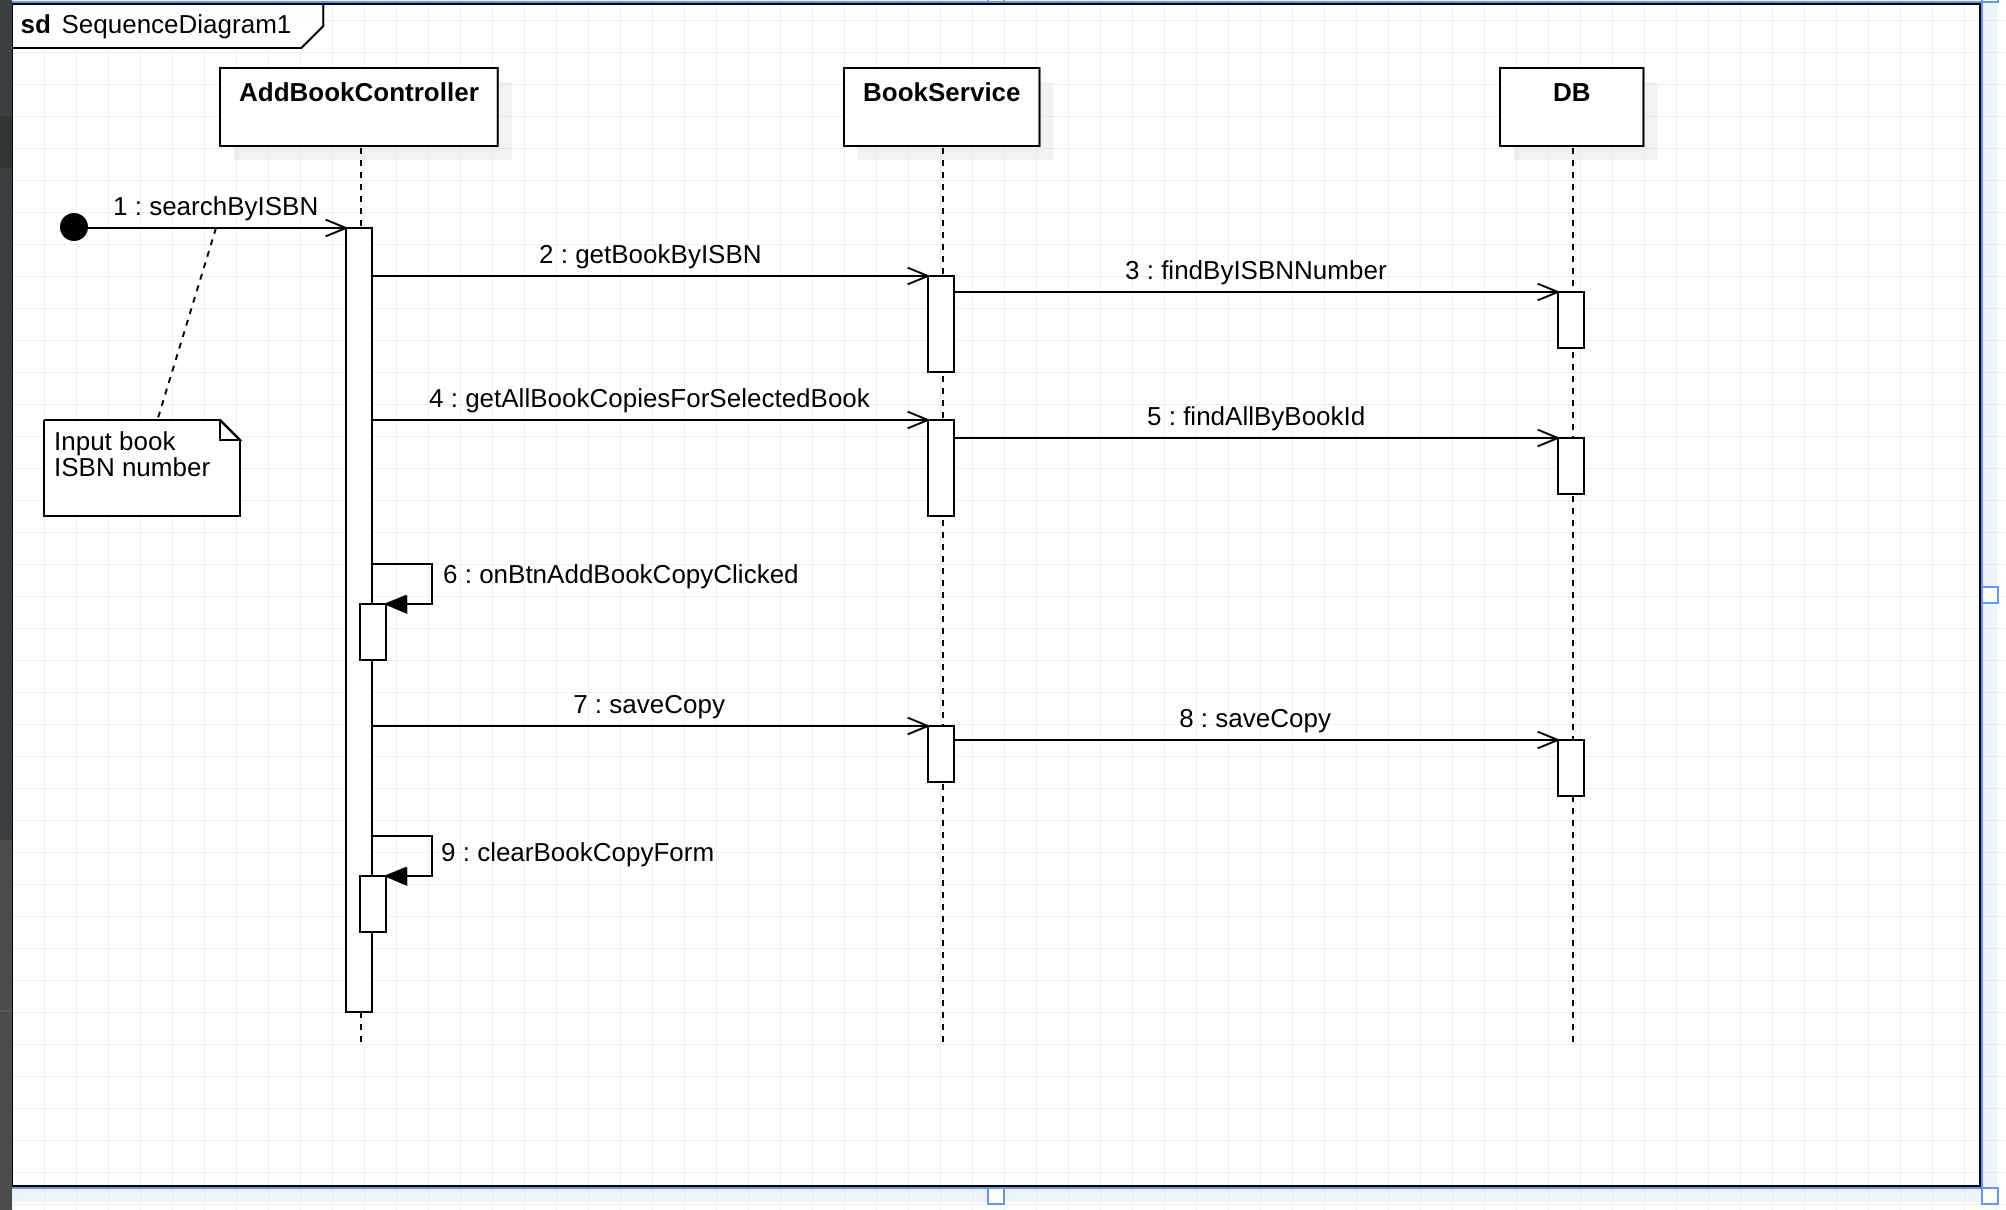 sd SequenceDiagram1
AddBookController
BookService
DB
1 : searchByISBN
2 : getBookByISBN
3 : findByISBNNumber
4 : getAllBookCopiesForSelectedBook
5 : findAllByBookId
Input book
ISBN number
6 : onBtnAddBookCopyClicked
7 : saveCopy
8 : saveCopy
9 : clearBookCopyForm